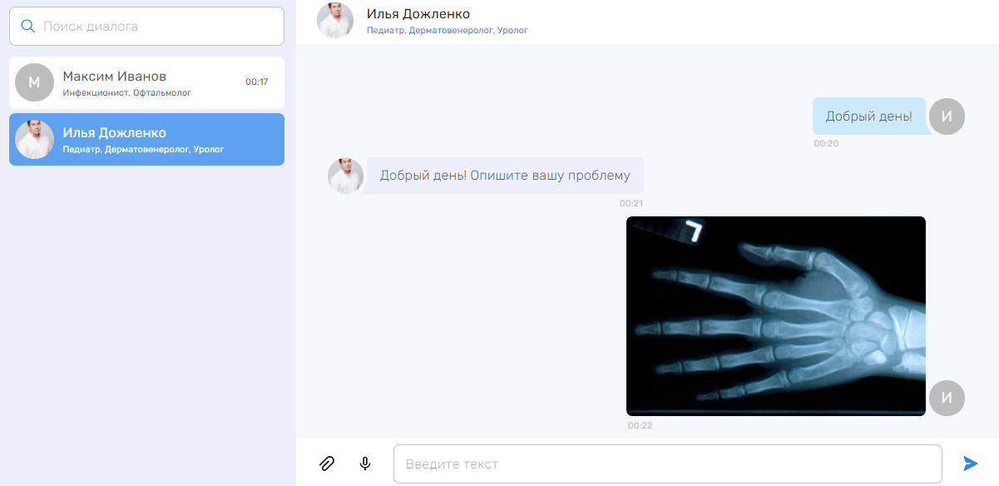 Поиск диалога
М
Максим Иванов
00:17
Инфекционист, Офтальмолог
Илья Дожленко
Педиатр, Дерматовенеролог, Уролог
Илья Дожленко
Педиатр, Дерматовенеролог, Уролог
Добрый день!
И
00:20
Добрый день! Опишите вашу проблему
00:21
И
00:22
Введите текст